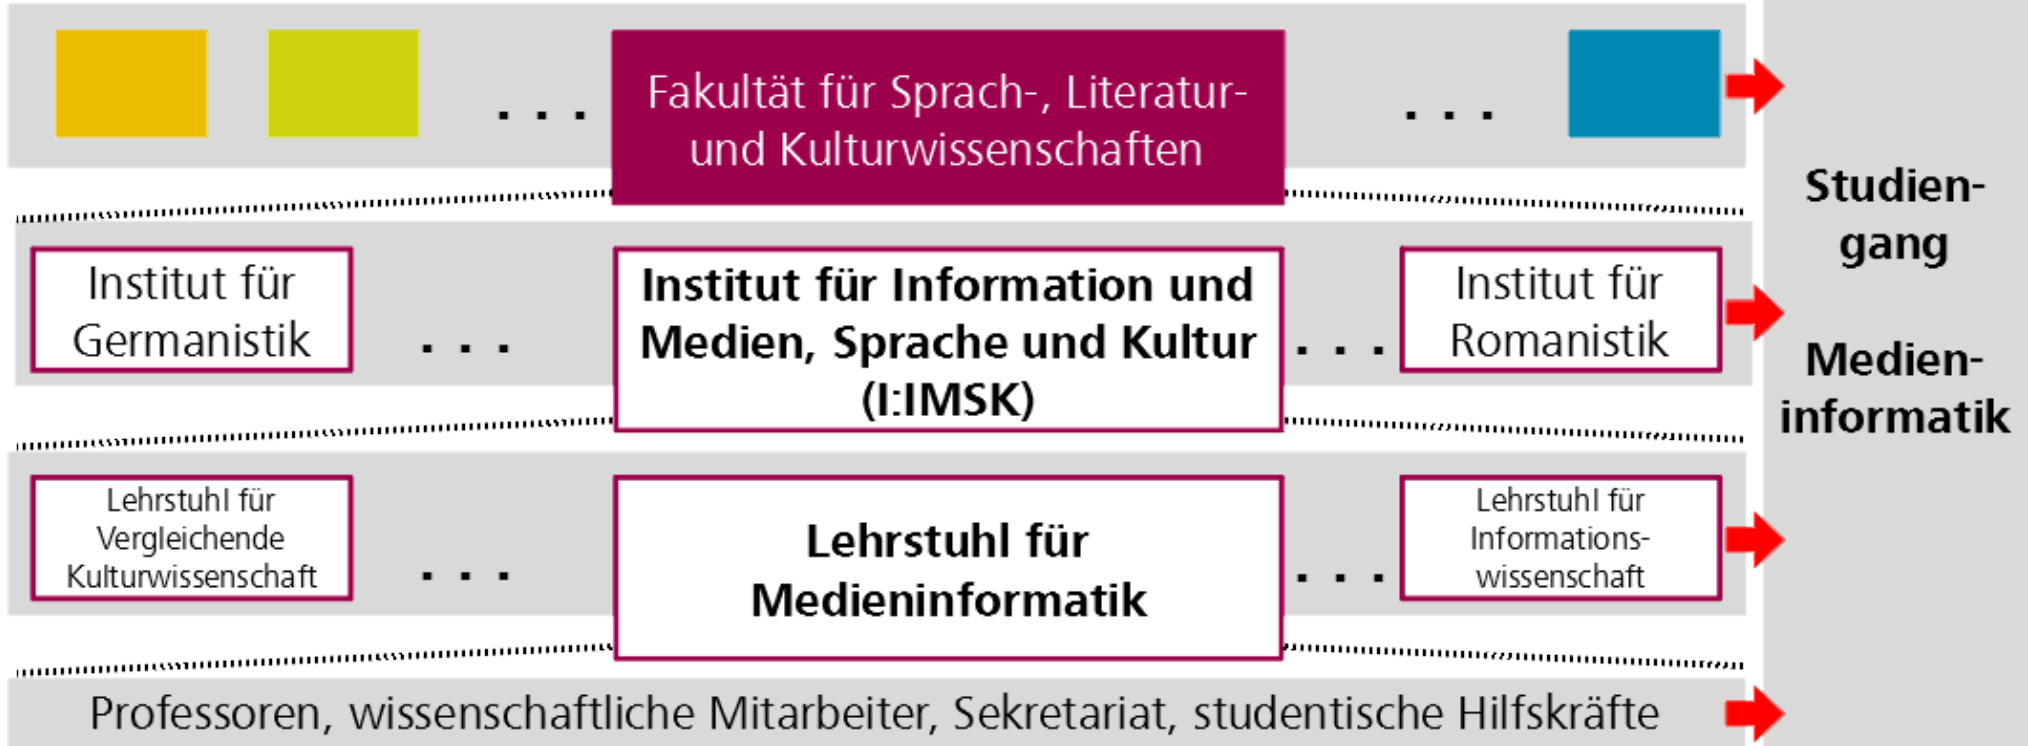 . . .
Fakultät für Sprach-, Literatur-
und Kulturwissenschaften
. . .
Institut für
Germanistik
. . .
Institut für Information und
Medien, Sprache und Kultur
(I:IMSK)
. . .
Institut für
Romanistik
Lehrstuhl für
Vergleichende
Kulturwissenschaft
. . .
Lehrstuhl für
Medieninformatik
. . .
Lehrstuhl für
Informations-
wissenschaft
Professoren, wissenschaftliche Mitarbeiter, Sekretariat, studentische Hilfskräfte
Studien-
gang
Medien-
informatik